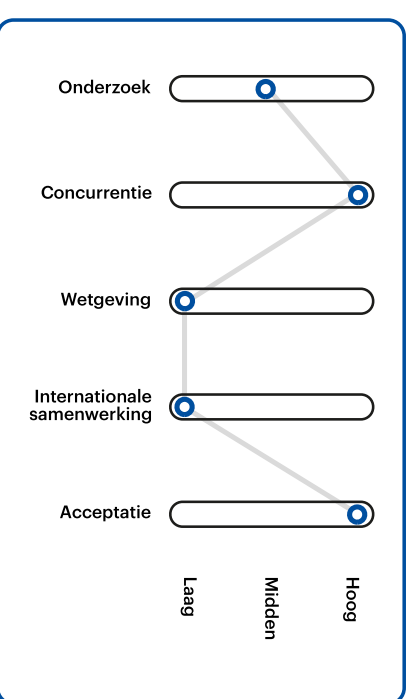 Onderzoek
Concurrentie
Wetgeving
Internationale
samenwerking
Acceptatie
Laag
Midden
Hoog